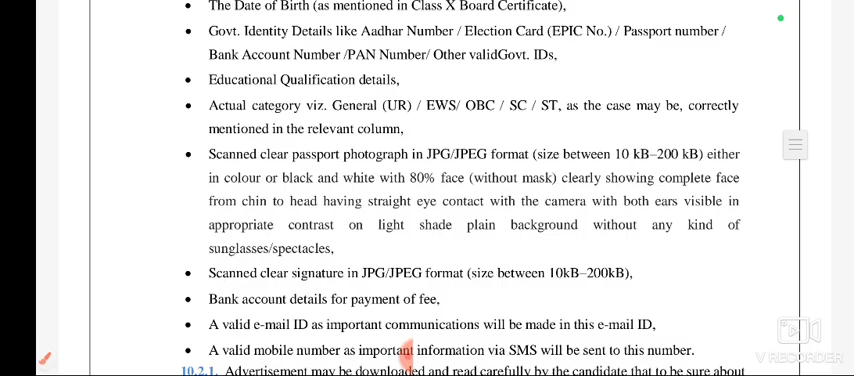 The Date of Birth (as mentioned in Class X Board Certificate),
Govt. Identity Details like Aadhar Number / Election Card (EPIC No.) / Passport number /
Bank Account Number /PAN Number/ Other validGovt. IDs,
Educational Qualification details,
Actual category viz. General (UR) / EWS/ OBC / SC / ST, as the case may be, correctly
mentioned in the relevant column,
Scanned clear passport photograph in JPG/JPEG format (size between 10 kB–200 kB) either
in colour or black and white with 80% face (without mask) clearly showing complete face
from chin to head having straight eye contact with the camera with both ears visible in
appropriate contrast on light shade plain background without any kind of
sunglasses/spectacles,
Scanned clear signature in JPG/JPEG format (size between 10kB–200kB),
Bank account details for payment of fee,
A valid e-mail ID as important communications will be made in this e-mail ID,
A valid mobile number as important information via SMS will be sent to this number.
10.2.1. Advertisement may be downloaded and read carefully by the candidate that to be sure about
V RECORDER